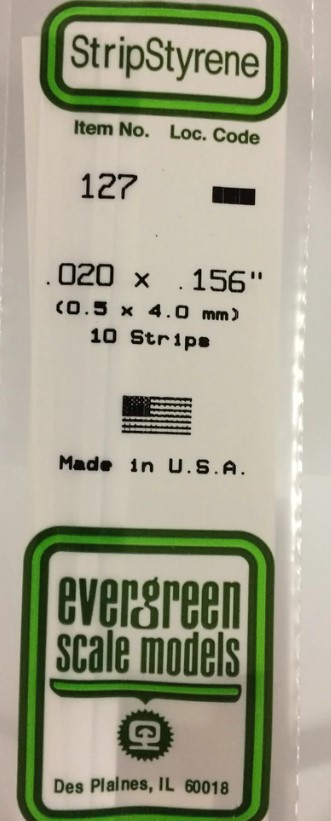 StripStyrene
Item No. Loc. Code
127
.020 x .156"
(0.5 x 4.0 mm)
10 Strips
Made in U.S.A.
evergreen
scale models
Des Plaines, IL 60018